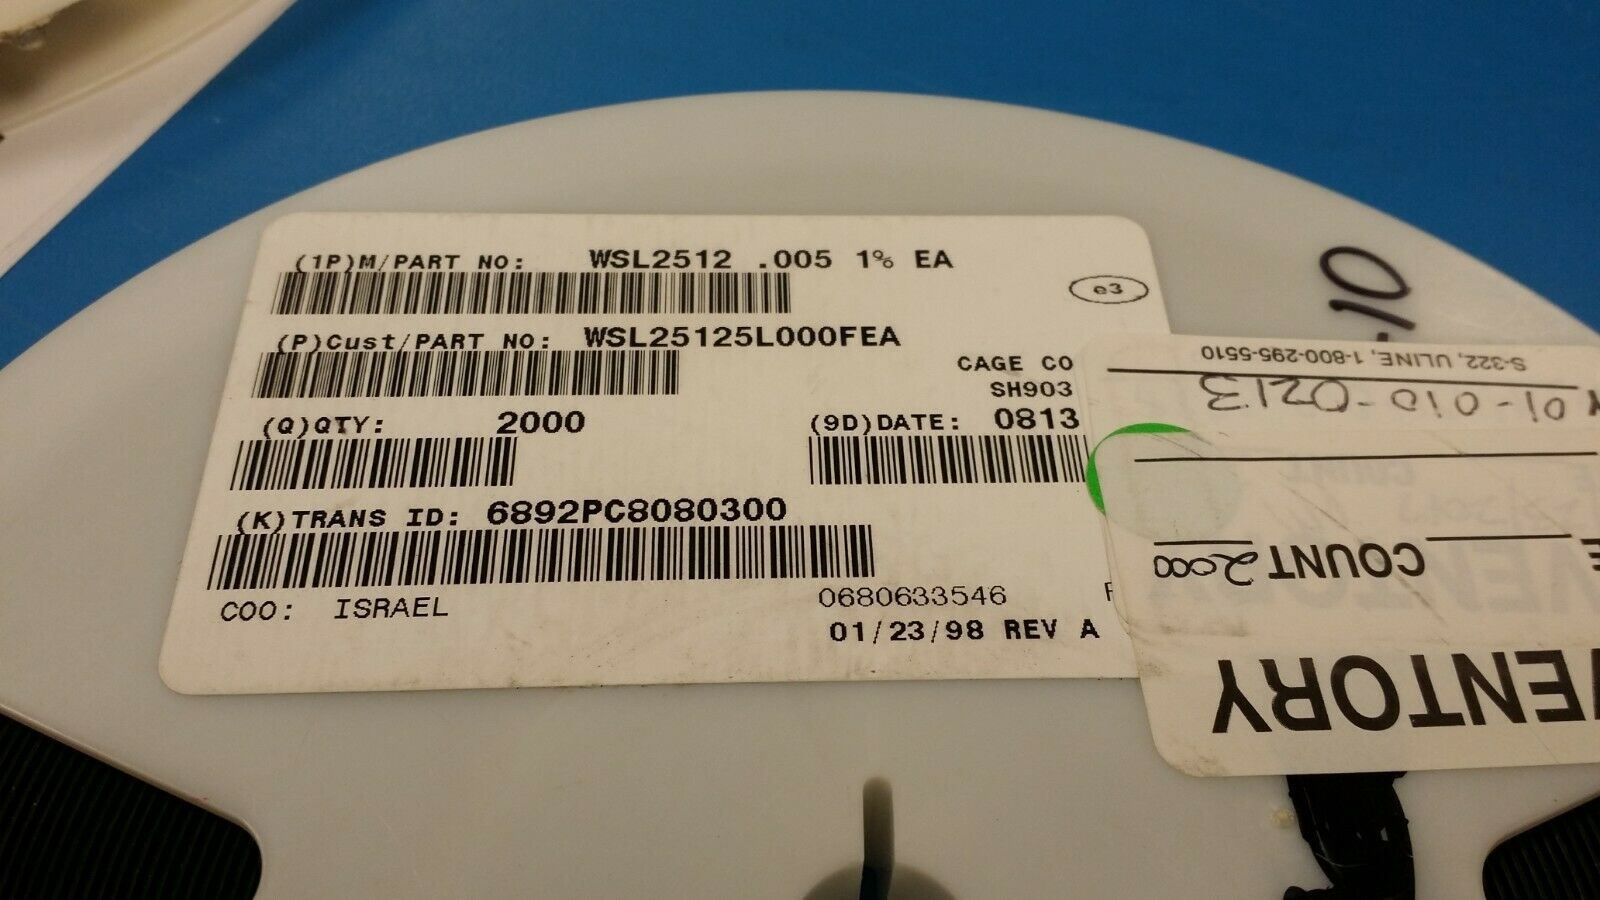 (1P)M/PART NO: WSL2512 .005 1% EA
e3
(P)Cust/PART NO: WSL25125L000FEA
CAGE CO
SH903
(Q)QTY: 2000
(9D)DATE: 0813
(K)TRANS ID: 6892PC8080300
COO: ISRAEL
0680633546
01/23/98 REV A
S-322, ULINE, 1-800-295-5510
01-010-0213
COUNT 2000
VENTORY